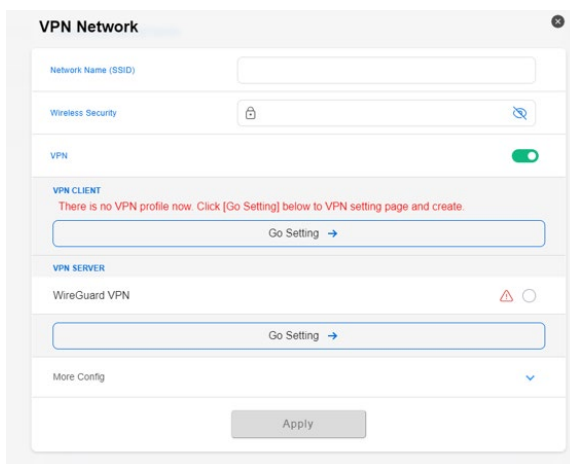 VPN Network
Network Name (SSID)
Wireless Security
VPN
VPN CLIENT
There is no VPN profile now. Click [Go Setting] below to VPN setting page and create.
Go Setting →
VPN SERVER
WireGuard VPN
Go Setting →
More Config
Apply